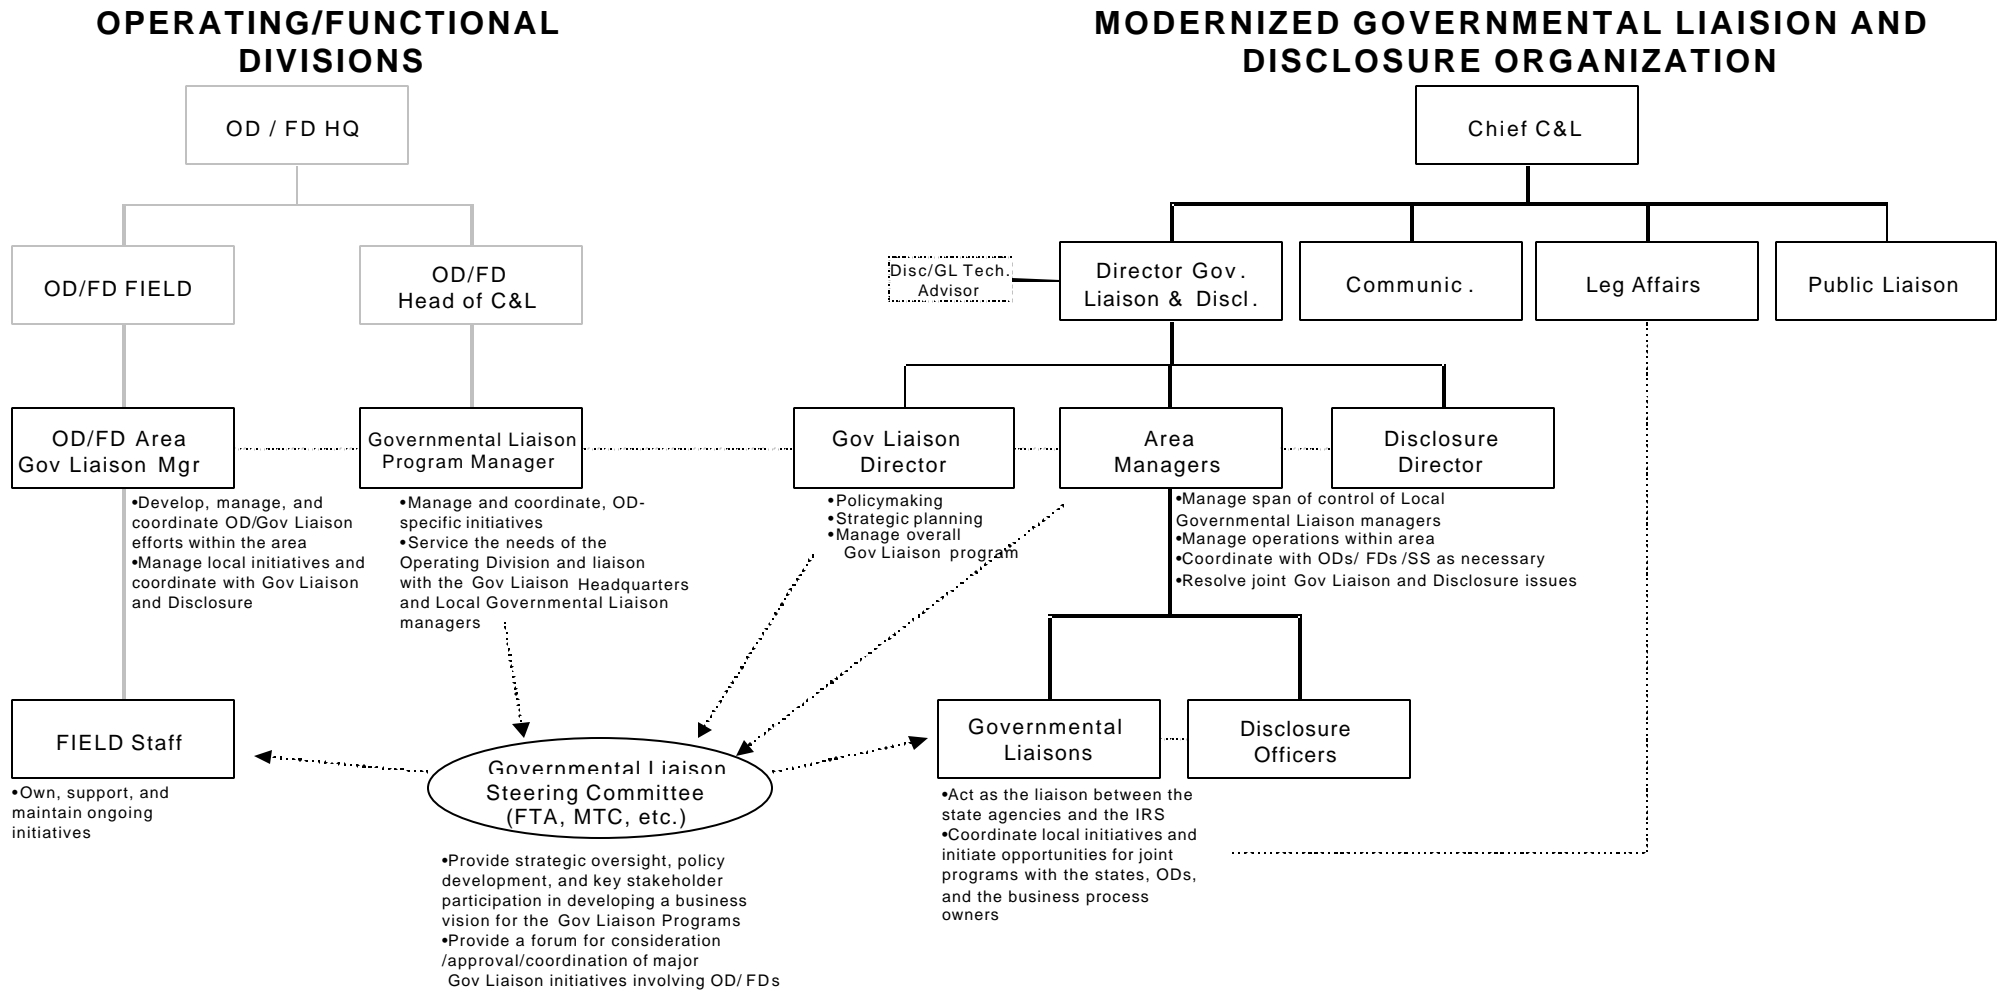 OPERATING/FUNCTIONAL
DIVISIONS
MODERNIZED GOVERNMENTAL LIAISION AND
DISCLOSURE ORGANIZATION
OD / FD HQ
Chief C&L
OD/FD FIELD
OD/FD
Head of C&L
Disc/GL Tech.
Advisor
Director Gov.
Liaison & Discl.
Communic.
Leg Affairs
Public Liaison
OD/FD Area
Gov Liaison Mgr
Governmental Liaison
Program Manager
Gov Liaison
Director
Area
Managers
Disclosure
Director
•Develop, manage, and
coordinate OD/Gov Liaison
efforts within the area
•Manage local initiatives and
coordinate with Gov Liaison
and Disclosure
•Manage and coordinate, OD-
specific initiatives
•Service the needs of the
Operating Division and liaison
with the Gov Liaison Headquarters
and Local Governmental Liaison
managers
•Policymaking
•Strategic planning
•Manage overall
Gov Liaison program
•Manage span of control of Local
Governmental Liaison managers
•Manage operations within area
•Coordinate with ODs/ FDs /SS as necessary
•Resolve joint Gov Liaison and Disclosure issues
FIELD Staff
•Own, support, and
maintain ongoing
initiatives
Governmental Liaison
Steering Committee
(FTA, MTC, etc.)
•Provide strategic oversight, policy
development, and key stakeholder
participation in developing a business
vision for the Gov Liaison Programs
•Provide a forum for consideration
/approval/coordination of major
Gov Liaison initiatives involving OD/ FDs
Governmental
Liaisons
Disclosure
Officers
•Act as the liaison between the
state agencies and the IRS
•Coordinate local initiatives and
initiate opportunities for joint
programs with the states, ODs,
and the business process
owners